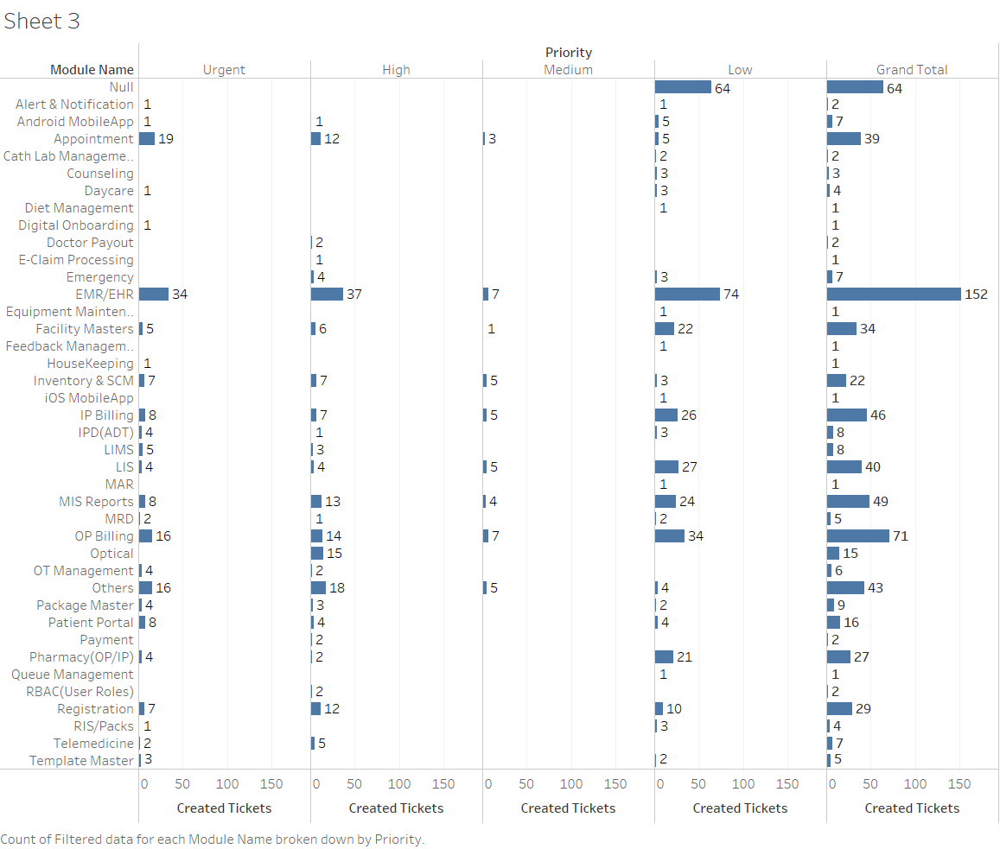 Sheet 3
Priority
Module Name Urgent High Medium Low Grand Total
Null 64 64
Alert & Notification 1 1 2
Android MobileApp 1 1 5 7
Appointment 19 12 3 5 39
Cath Lab Manageme.. 2 2
Counseling 3 3
Daycare 1 3 4
Diet Management 1 1
Digital Onboarding 1 1
Doctor Payout 2 2
E-Claim Processing 1 1
Emergency 4 3 7
EMR/EHR 34 37 7 74 152
Equipment Mainten.. 1 1
Facility Masters 5 6 1 22 34
Feedback Managem.. 1 1
HouseKeeping 1 1
Inventory & SCM 7 7 5 3 22
iOS MobileApp 1 1
IP Billing 8 7 5 26 46
IPD(ADT) 4 1 3 8
LIMS 5 3 8
LIS 4 4 5 27 40
MAR 1 1
MIS Reports 8 13 4 24 49
MRD 2 1 2 5
OP Billing 16 14 7 34 71
Optical 15 15
OT Management 4 2 6
Others 16 18 5 4 43
Package Master 4 3 2 9
Patient Portal 8 4 4 16
Payment 2 2
Pharmacy(OP/IP) 4 2 21 27
Queue Management 1 1
RBAC(User Roles) 2 2
Registration 7 12 10 29
RIS/Packs 1 3 4
Telemedicine 2 5 7
Template Master 3 2 5
0 50 100 150 0 50 100 150 0 50 100 150 0 50 100 150 0 50 100 150
Created Tickets Created Tickets Created Tickets Created Tickets Created Tickets
Count of Filtered data for each Module Name broken down by Priority.